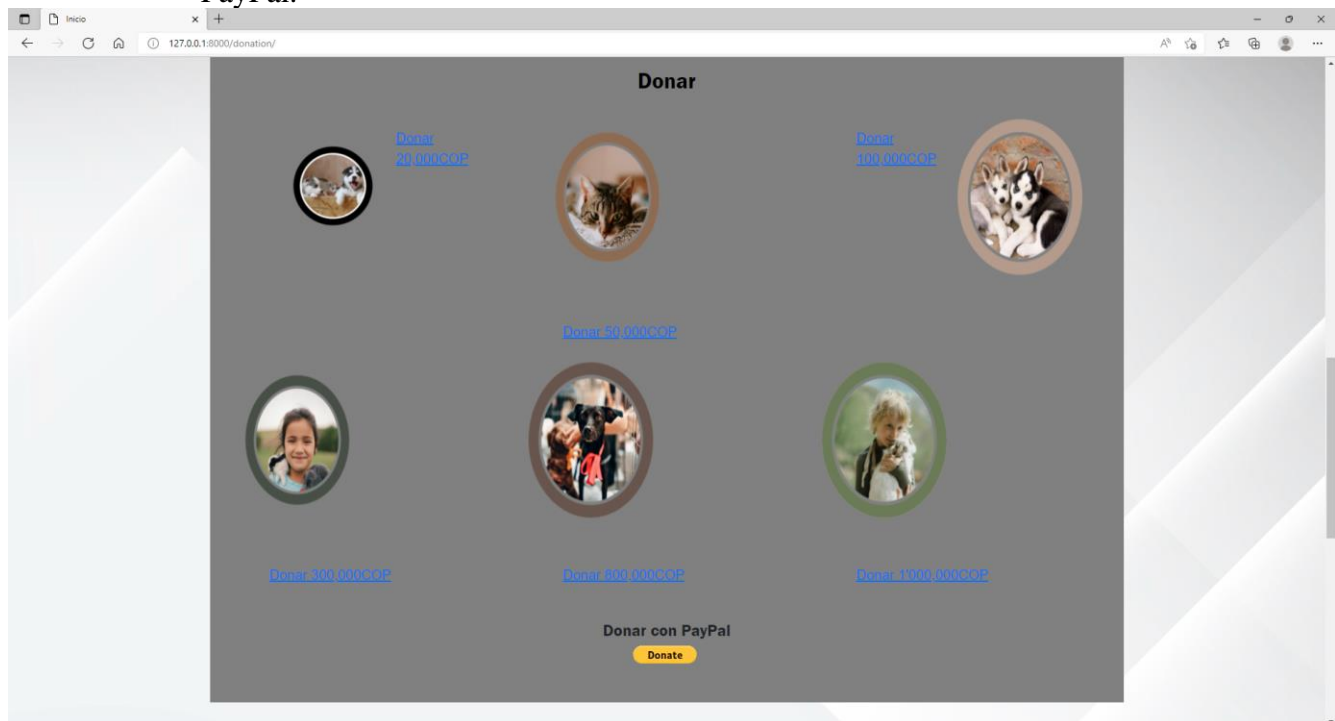 PayPal.
Inicio
127.0.0.1:8000/donation/
Donar
Donar
20,000COP
Donar
100,000COP
Donar 50,000COP
Donar 300,000COP
Donar 800,000COP
Donar 1'000,000COP
Donar con PayPal
Donate